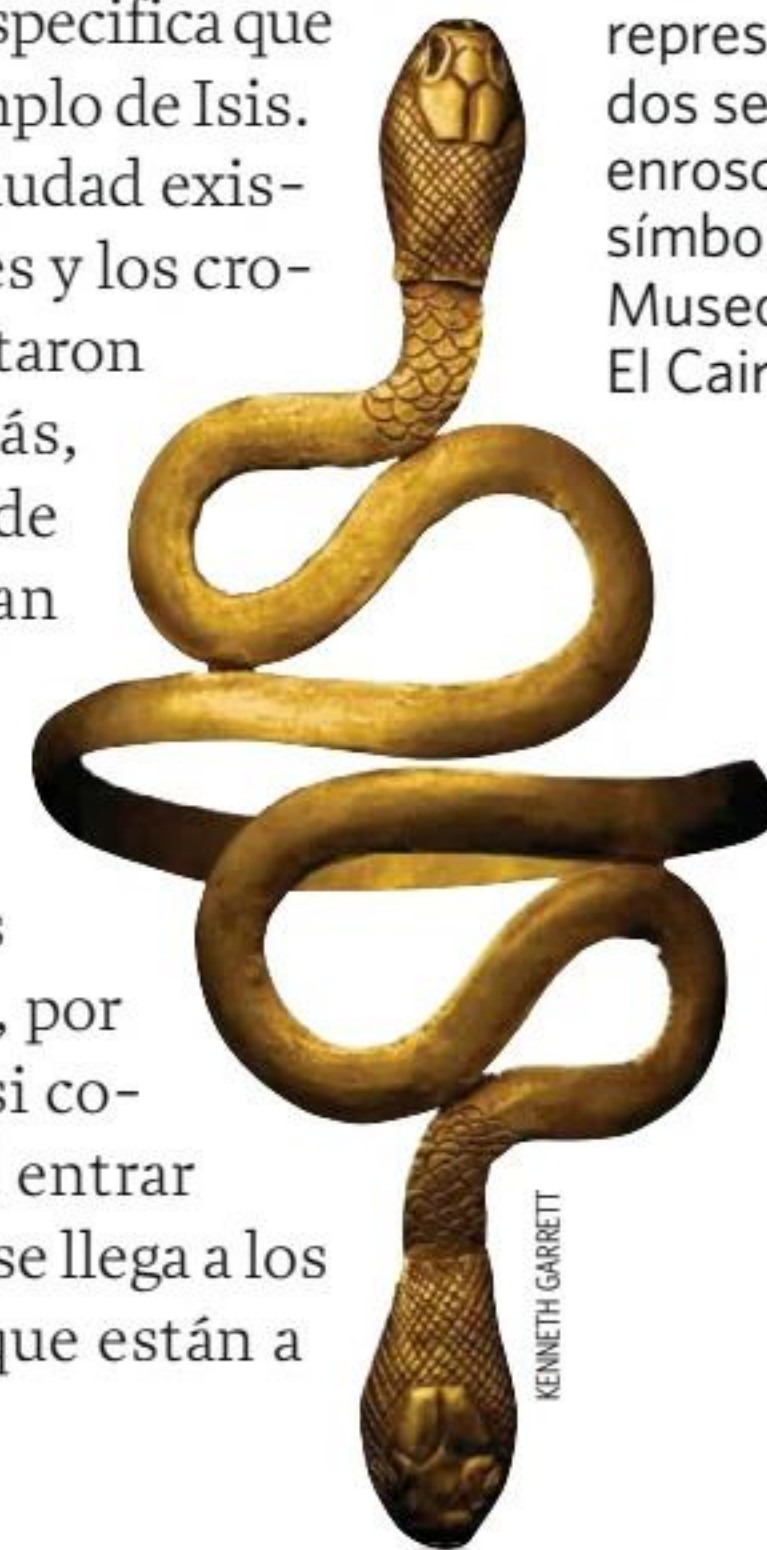 specifica que
mplo de Isis.
iudad exis-
es y los cro-
taron
ás,
de
an
s
, por
si co-
entrar
se llega a los
que están a
repres
dos se
enrosc
símbo
Museo
El Cair
KENNETH GARRETT